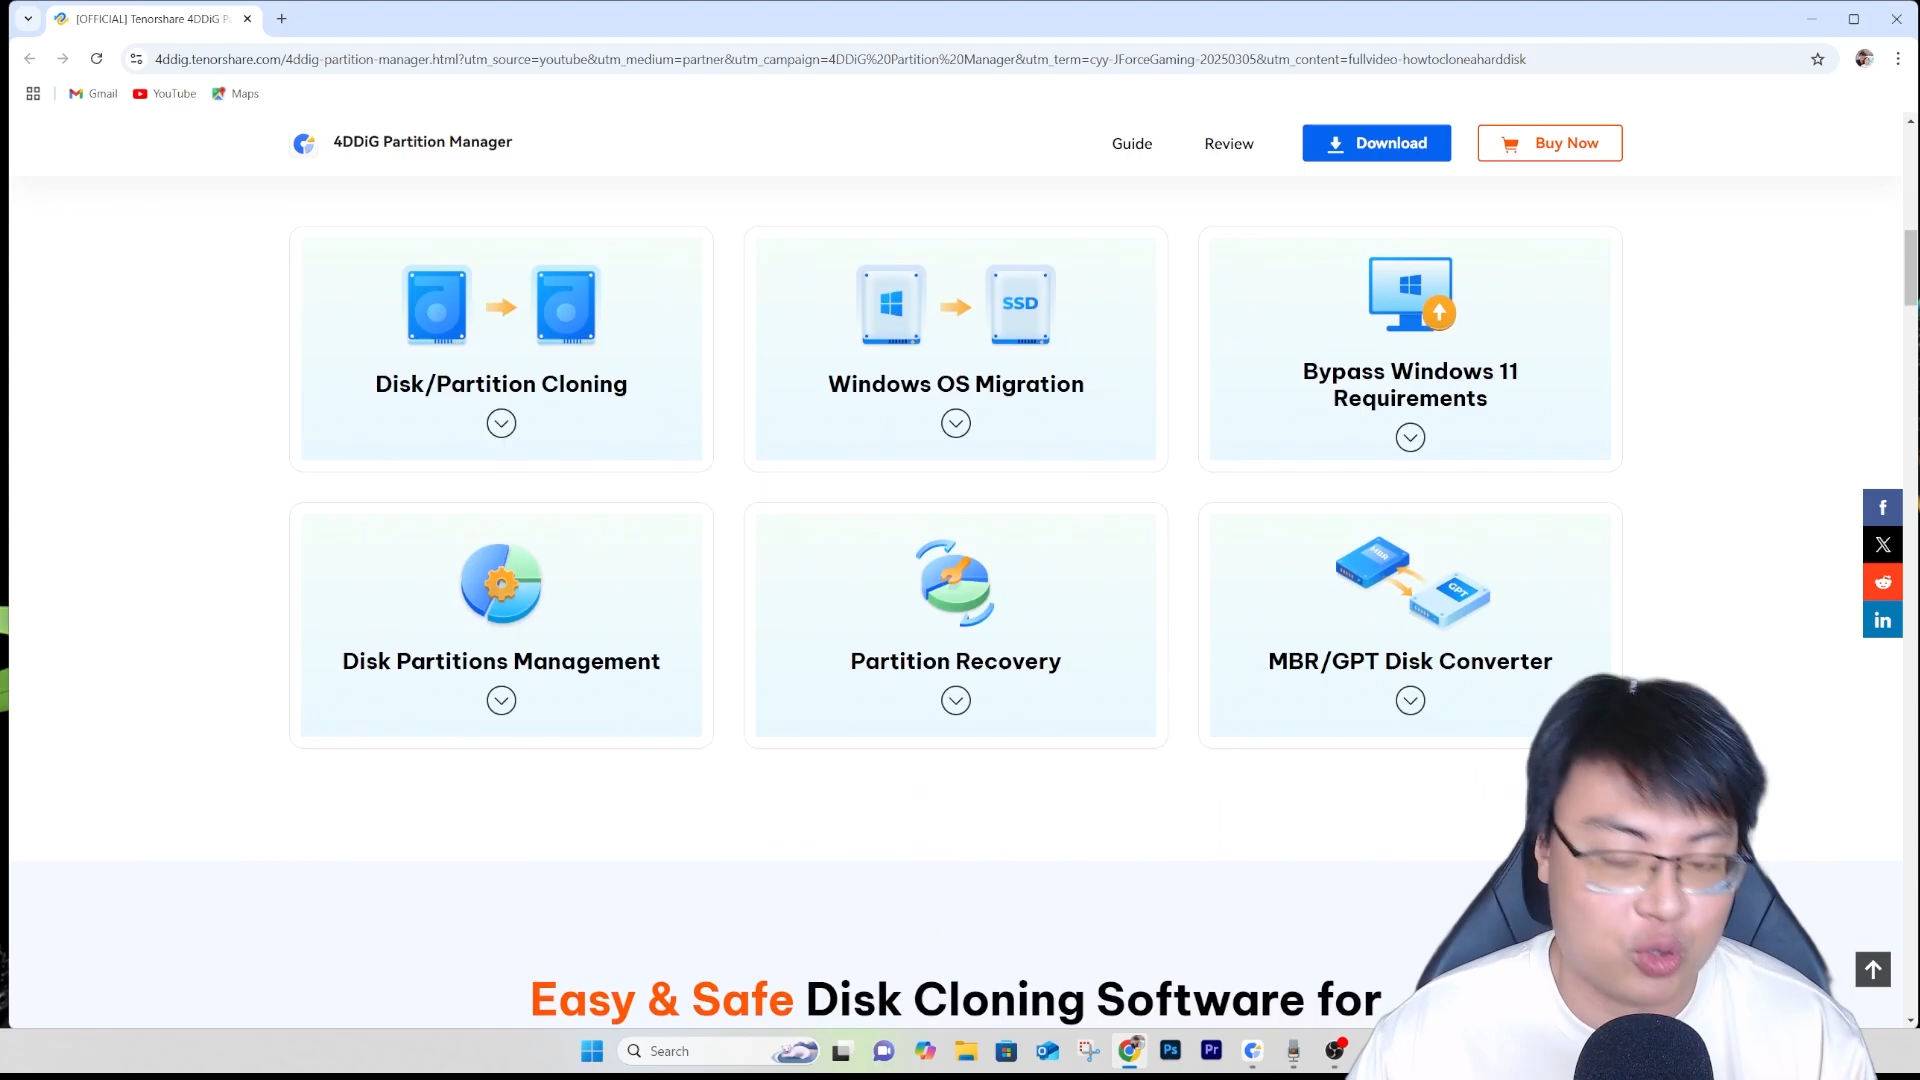 [OFFICIAL] Tenorshare 4DDiG P
4ddig.tenorshare.com/4ddig-partition-manager.html?utm_source=youtube&utm_medium=partner&utm_campaign=4DDiG%20Partition%20Manager&utm_term=cyy-JForceGaming-20250305&utm_content=fullvideo-howtocloneaharddisk
Gmail YouTube Maps
4DDiG Partition Manager Guide Review Download Buy Now
SSD
Disk/Partition Cloning
Windows OS Migration
Bypass Windows 11
Requirements
MBR
GPT
Disk Partitions Management
Partition Recovery
MBR/GPT Disk Converter
f
X
in
Easy & Safe Disk Cloning Software for
Search
Ps
Pr